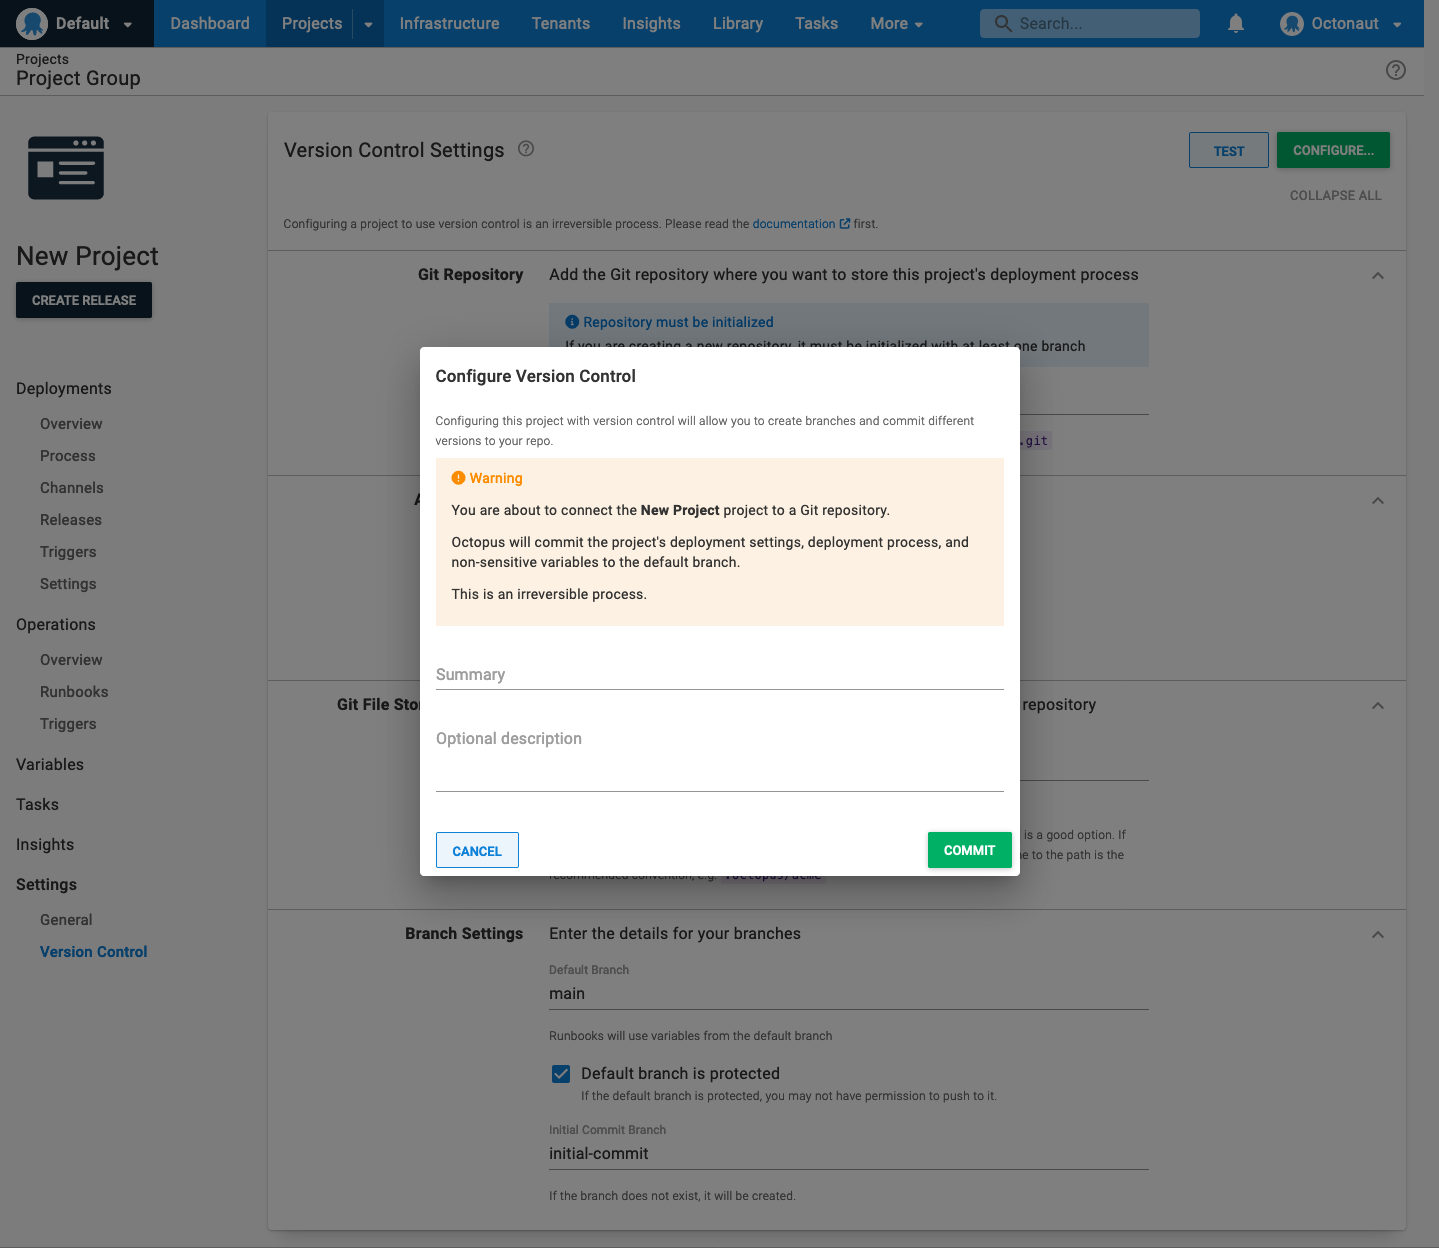 Default
Dashboard
Projects
Infrastructure
Tenants
Insights
Library
Tasks
More
Search...
Octonaut
Projects
Project Group
New Project
CREATE RELEASE
Deployments
Overview
Process
Channels
Releases
Triggers
Settings
Operations
Overview
Runbooks
Triggers
Variables
Tasks
Insights
Settings
General
Version Control
Version Control Settings
TEST
CONFIGURE...
COLLAPSE ALL
Configuring a project to use version control is an irreversible process. Please read the documentation first.
Git Repository
Add the Git repository where you want to store this project's deployment process
Repository must be initialized
If you are creating a new repository, it must be initialized with at least one branch
.git
Git File Sto
repository
is a good option. If
to the path is the
recommended convention, e.g. .octopus/acme
Configure Version Control
Configuring this project with version control will allow you to create branches and commit different
versions to your repo.
Warning
You are about to connect the New Project project to a Git repository.
Octopus will commit the project's deployment settings, deployment process, and
non-sensitive variables to the default branch.
This is an irreversible process.
Summary
Optional description
CANCEL
COMMIT
Branch Settings
Enter the details for your branches
Default Branch
main
Runbooks will use variables from the default branch
Default branch is protected
If the default branch is protected, you may not have permission to push to it.
Initial Commit Branch
initial-commit
If the branch does not exist, it will be created.